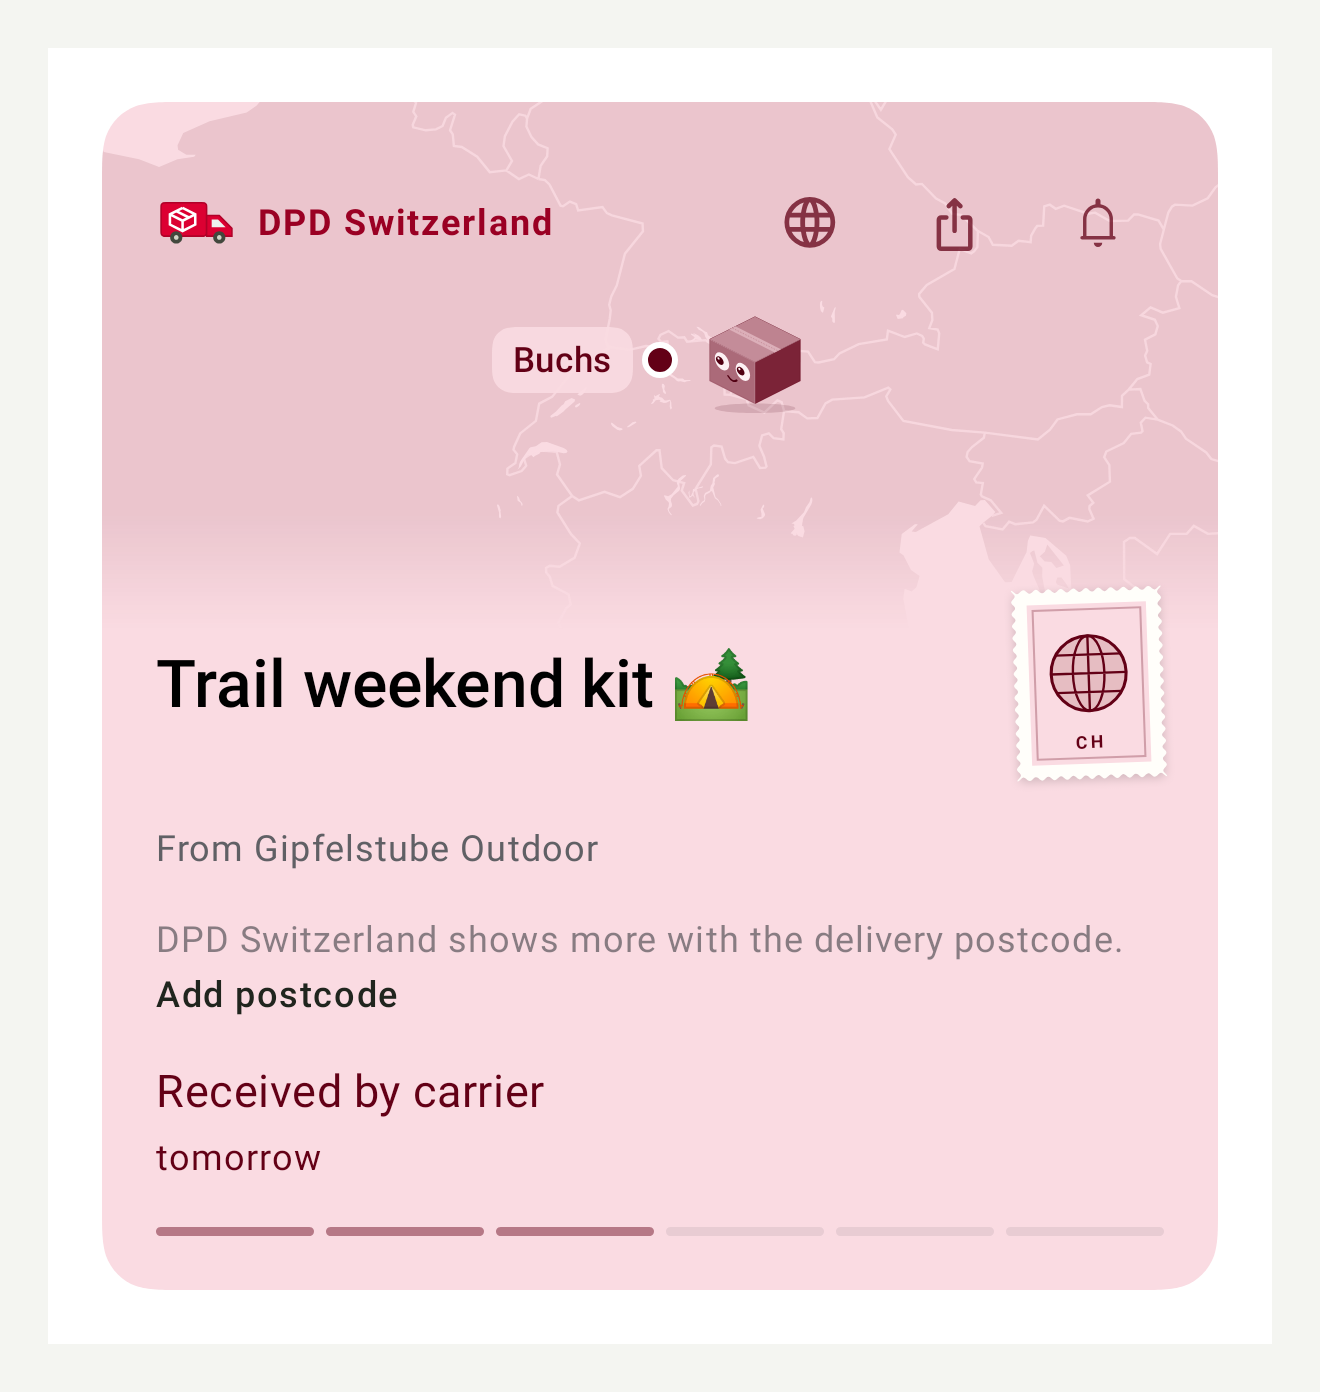 DPD Switzerland
Buchs
Trail weekend kit
CH
From Gipfelstube Outdoor
DPD Switzerland shows more with the delivery postcode.
Add postcode
Received by carrier
tomorrow